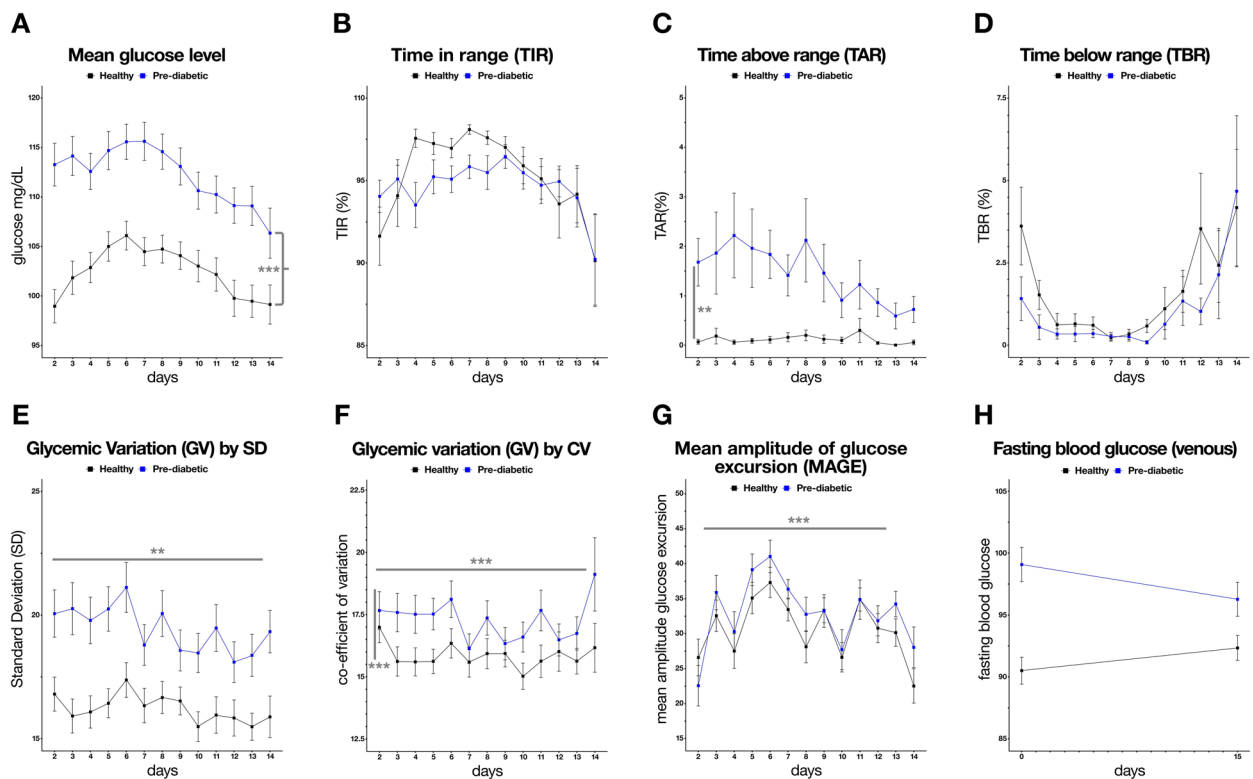 A
Mean glucose level
Healthy Pre-diabetic
120
115
110
105
100
95
glucose mg/dL
***
2 3 4 5 6 7 8 9 10 11 12 13 14
days
B
Time in range (TIR)
Healthy Pre-diabetic
110
100
95
90
85
TIR (%)
2 3 4 5 6 7 8 9 10 11 12 13 14
days
C
Time above range (TAR)
Healthy Pre-diabetic
5
4
3
2
1
0
TAR(%)
**
2 3 4 5 6 7 8 9 10 11 12 13 14
days
D
Time below range (TBR)
Healthy Pre-diabetic
7.5
5
2.5
0
TBR (%)
2 3 4 5 6 7 8 9 10 11 12 13 14
days
E
Glycemic Variation (GV) by SD
Healthy Pre-diabetic
25
20
15
Standard Deviation (SD)
**
2 3 4 5 6 7 8 9 10 11 12 13 14
days
F
Glycemic variation (GV) by CV
Healthy Pre-diabetic
22.5
20.0
17.5
15.0
12.5
co-efficient of variation
***
***
2 3 4 5 6 7 8 9 10 11 12 13 14
days
G
Mean amplitude of glucose
excursion (MAGE)
Healthy Pre-diabetic
50
45
40
35
30
25
20
15
mean amplitude glucose excursion
***
2 3 4 5 6 7 8 9 10 11 12 13 14
days
H
Fasting blood glucose (venous)
Healthy Pre-diabetic
105
100
95
90
85
fasting blood glucose
0 15
days